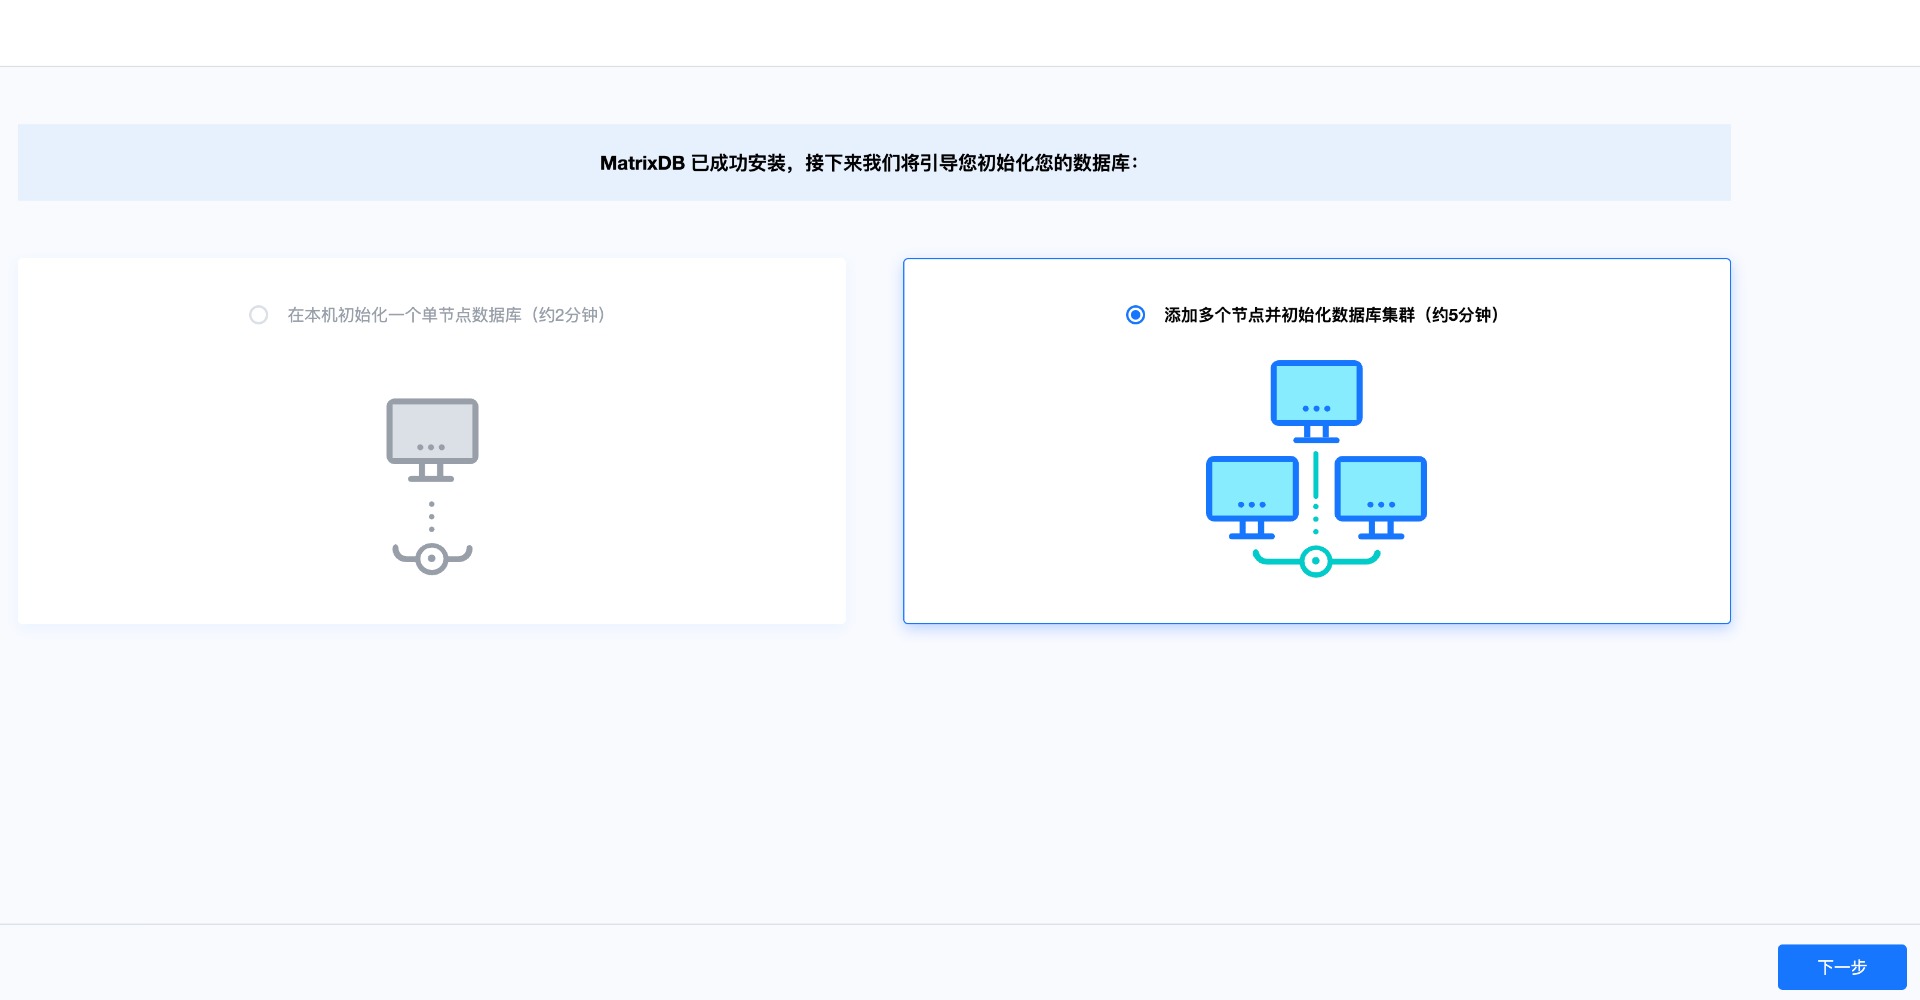 MatrixDB 已成功安装，接下来我们将引导您初始化您的数据库：
在本机初始化一个单节点数据库（约2分钟）
添加多个节点并初始化数据库集群（约5分钟）
下一步